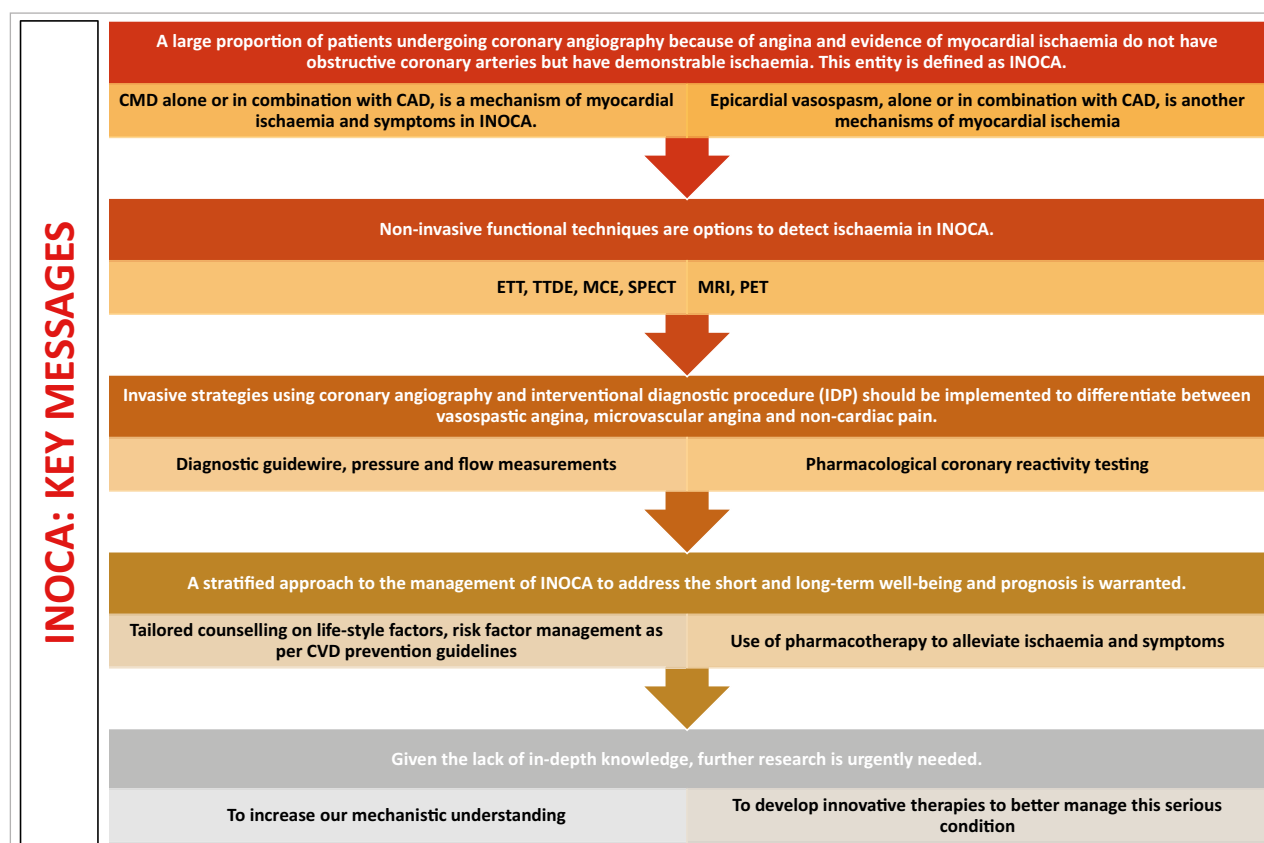 INOCA: KEY MESSAGES
A large proportion of patients undergoing coronary angiography because of angina and evidence of myocardial ischaemia do not have
obstructive coronary arteries but have demonstrable ischaemia. This entity is defined as INOCA.
CMD alone or in combination with CAD, is a mechanism of myocardial
ischaemia and symptoms in INOCA.
Epicardial vasospasm, alone or in combination with CAD, is another
mechanisms of myocardial ischemia
Non-invasive functional techniques are options to detect ischaemia in INOCA.
ETT, TTDE, MCE, SPECT
MRI, PET
Invasive strategies using coronary angiography and interventional diagnostic procedure (IDP) should be implemented to differentiate between
vasospastic angina, microvascular angina and non-cardiac pain.
Diagnostic guidewire, pressure and flow measurements
Pharmacological coronary reactivity testing
A stratified approach to the management of INOCA to address the short and long-term well-being and prognosis is warranted.
Tailored counselling on life-style factors, risk factor management as
per CVD prevention guidelines
Use of pharmacotherapy to alleviate ischaemia and symptoms
Given the lack of in-depth knowledge, further research is urgently needed.
To increase our mechanistic understanding
To develop innovative therapies to better manage this serious
condition